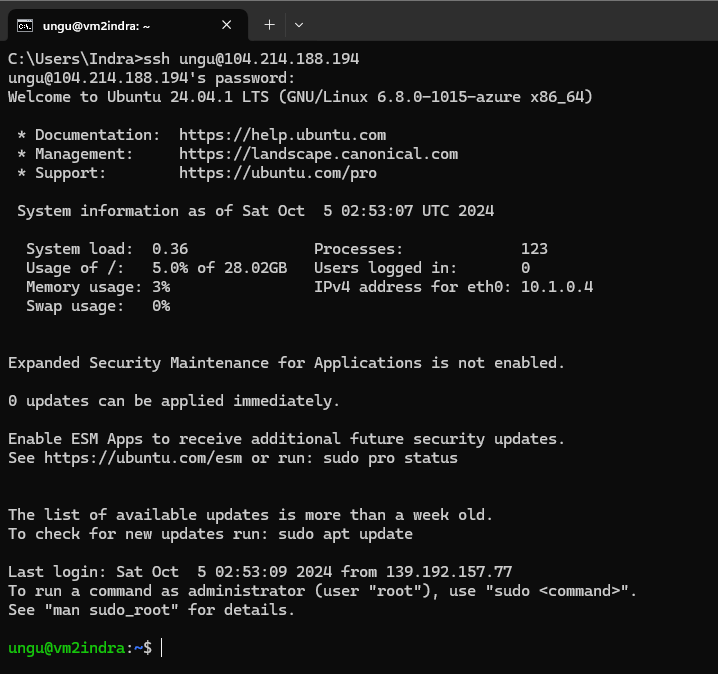 ungu@vm2indra: ~
C:\Users\Indra>ssh ungu@104.214.188.194
ungu@104.214.188.194's password:
Welcome to Ubuntu 24.04.1 LTS (GNU/Linux 6.8.0-1015-azure x86_64)
* Documentation:  https://help.ubuntu.com
* Management:     https://landscape.canonical.com
* Support:        https://ubuntu.com/pro
System information as of Sat Oct  5 02:53:07 UTC 2024
System load:  0.36              Processes:             123
Usage of /:   5.0% of 28.02GB   Users logged in:       0
Memory usage: 3%                IPv4 address for eth0: 10.1.0.4
Swap usage:   0%
Expanded Security Maintenance for Applications is not enabled.
0 updates can be applied immediately.
Enable ESM Apps to receive additional future security updates.
See https://ubuntu.com/esm or run: sudo pro status
The list of available updates is more than a week old.
To check for new updates run: sudo apt update
Last login: Sat Oct  5 02:53:09 2024 from 139.192.157.77
To run a command as administrator (user "root"), use "sudo <command>".
See "man sudo_root" for details.
ungu@vm2indra:~$